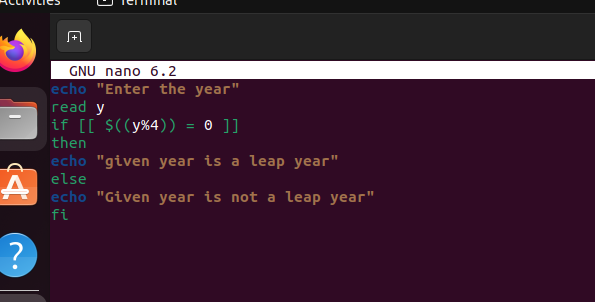 Activities
Terminal
GNU nano 6.2
echo "Enter the year"
read y
if [[ $((y%4)) = 0 ]]
then
echo "given year is a leap year"
else
echo "Given year is not a leap year"
fi